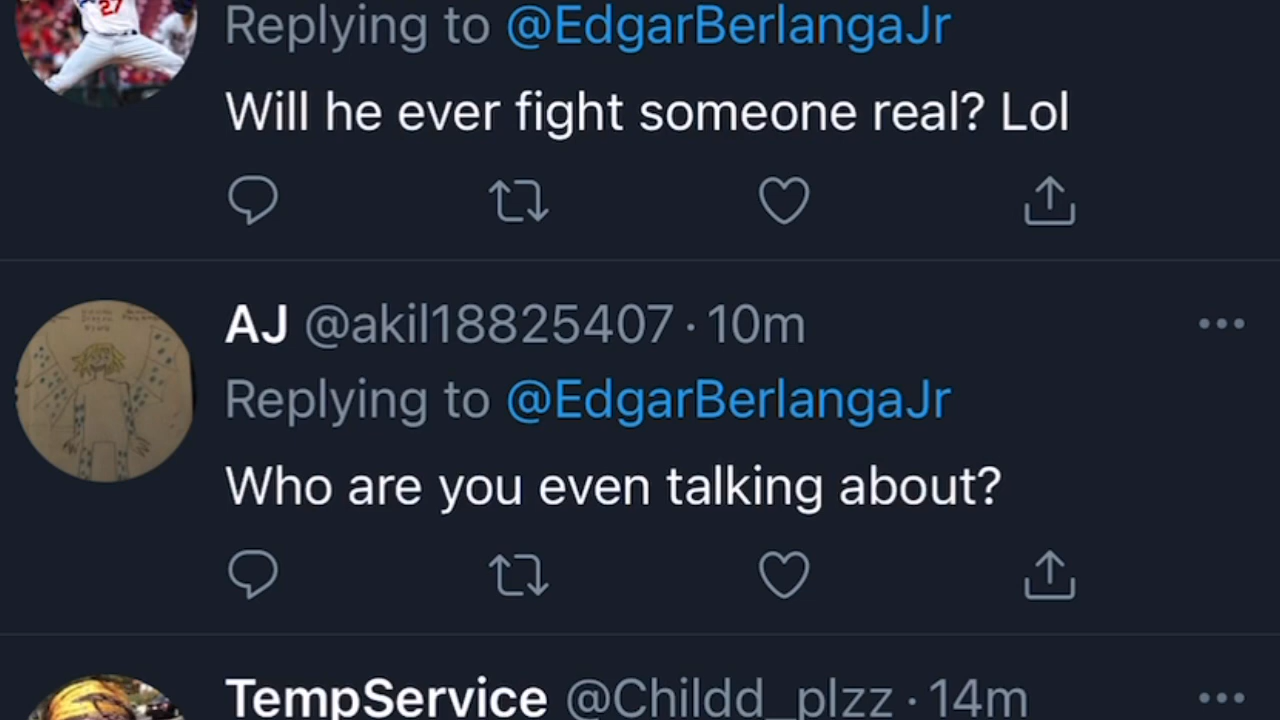 27
Replying to @EdgarBerlangaJr
Will he ever fight someone real? Lol
AJ @akil18825407 · 10m
Replying to @EdgarBerlangaJr
Who are you even talking about?
TempService @Childd_plzz · 14m